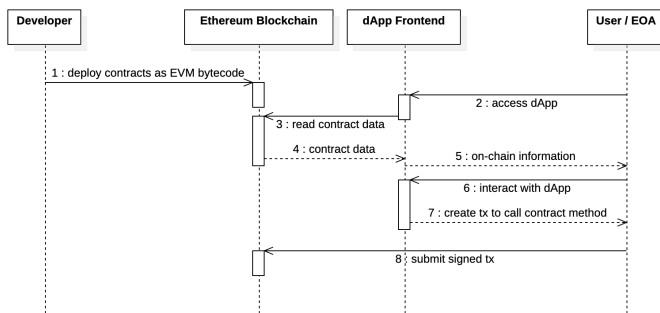 Developer
Ethereum Blockchain
dApp Frontend
User / EOA
1 : deploy contracts as EVM bytecode
2 : access dApp
3 : read contract data
4 : contract data
5 : on-chain information
6 : interact with dApp
7 : create tx to call contract method
8 : submit signed tx